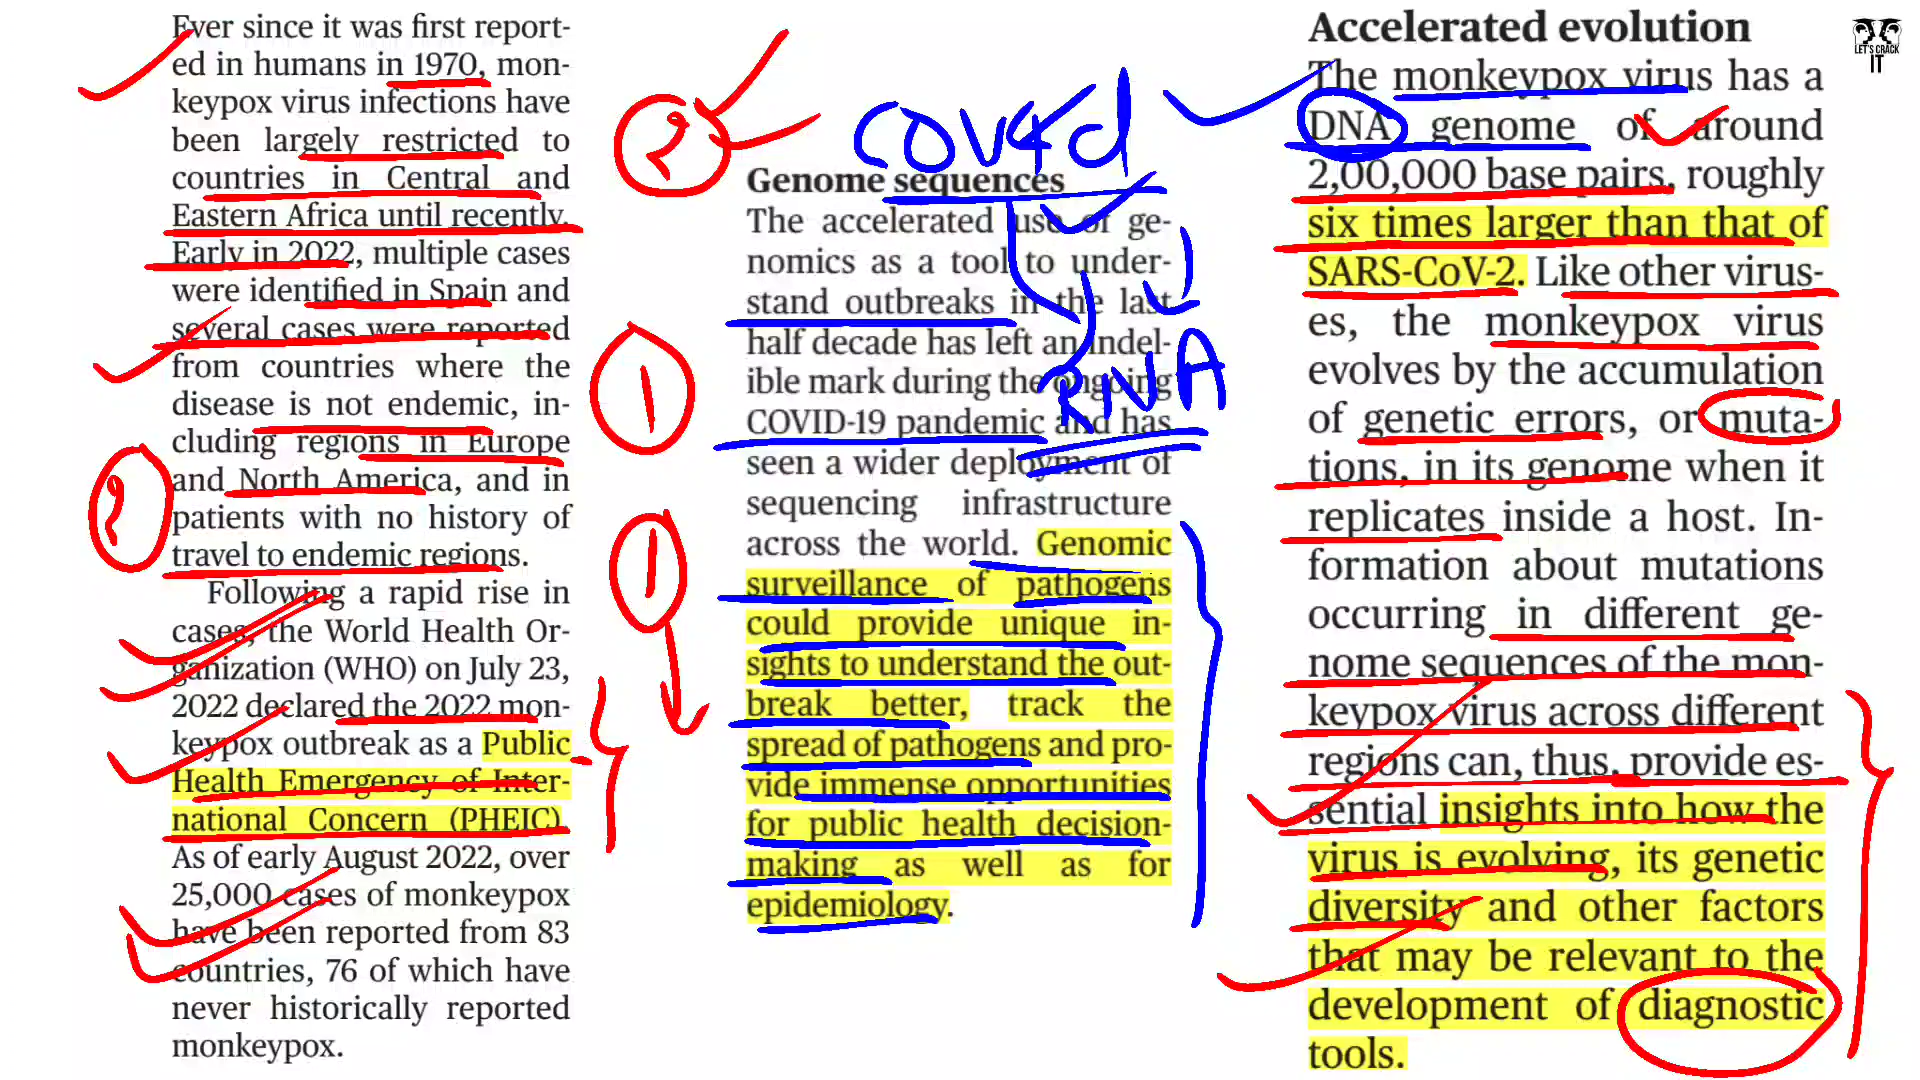 Ever since it was first report-
ed in humans in 1970, mon-
keypox virus infections have
been largely restricted to
countries in Central and
Eastern Africa until recently.
Early in 2022, multiple cases
were identified in Spain and
several cases were reported
from countries where the
disease is not endemic, in-
cluding regions in Europe
and North America, and in
patients with no history of
travel to endemic regions.
Following a rapid rise in
cases, the World Health Or-
ganization (WHO) on July 23,
2022 declared the 2022 mon-
keypox outbreak as a Public
Health Emergency of Inter-
national Concern (PHEIC).
As of early August 2022, over
25,000 cases of monkeypox
have been reported from 83
countries, 76 of which have
never historically reported
monkeypox.
Genome sequences
The accelerated use of ge-
nomics as a tool to under-
stand outbreaks in the last
half decade has left an indel-
ible mark during the ongoing
COVID-19 pandemic and has
seen a wider deployment of
sequencing infrastructure
across the world. Genomic
surveillance of pathogens
could provide unique in-
sights to understand the out-
break better, track the
spread of pathogens and pro-
vide immense opportunities
for public health decision-
making as well as for
epidemiology.
RNA
1
1
Accelerated evolution
The monkeypox virus has a
DNA genome of around
2,00,000 base pairs, roughly
six times larger than that of
SARS-CoV-2. Like other virus-
es, the monkeypox virus
evolves by the accumulation
of genetic errors, or muta-
tions, in its genome when it
replicates inside a host. In-
formation about mutations
occurring in different ge-
nome sequences of the mon-
keypox virus across different
regions can, thus, provide es-
sential insights into how the
virus is evolving, its genetic
diversity and other factors
that may be relevant to the
development of diagnostic
tools.
LET'S CRACK
IT